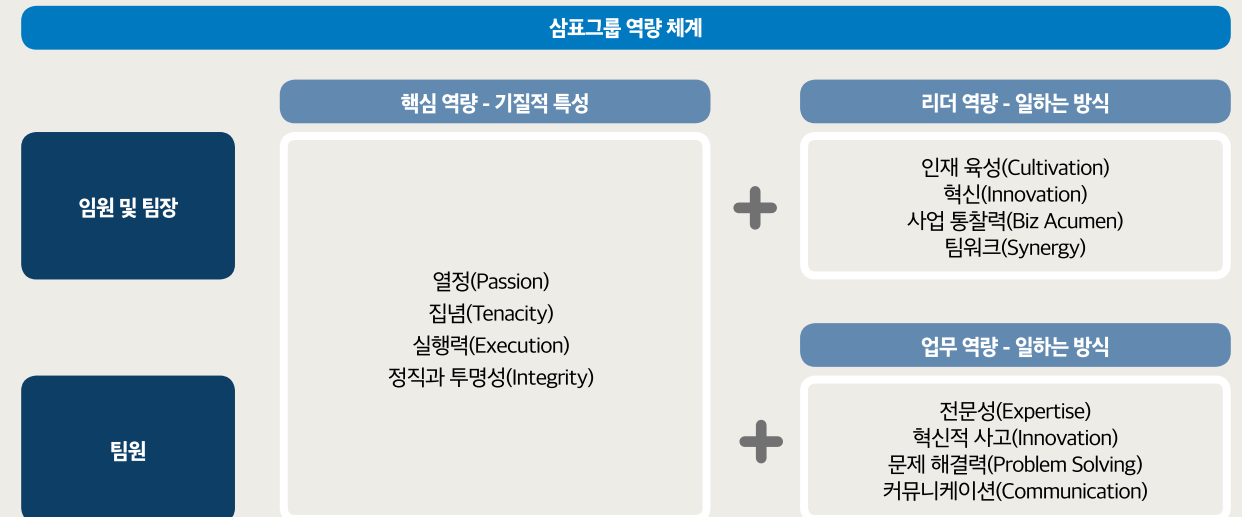 삼표그룹 역량 체계
핵심 역량 - 기질적 특성
리더 역량 - 일하는 방식
임원 및 팀장
인재 육성(Cultivation)
혁신(Innovation)
사업 통찰력(Biz Acumen)
팀워크(Synergy)
열정(Passion)
집념(Tenacity)
실행력(Execution)
정직과 투명성(Integrity)
업무 역량 - 일하는 방식
팀원
전문성(Expertise)
혁신적 사고(Innovation)
문제 해결력(Problem Solving)
커뮤니케이션(Communication)